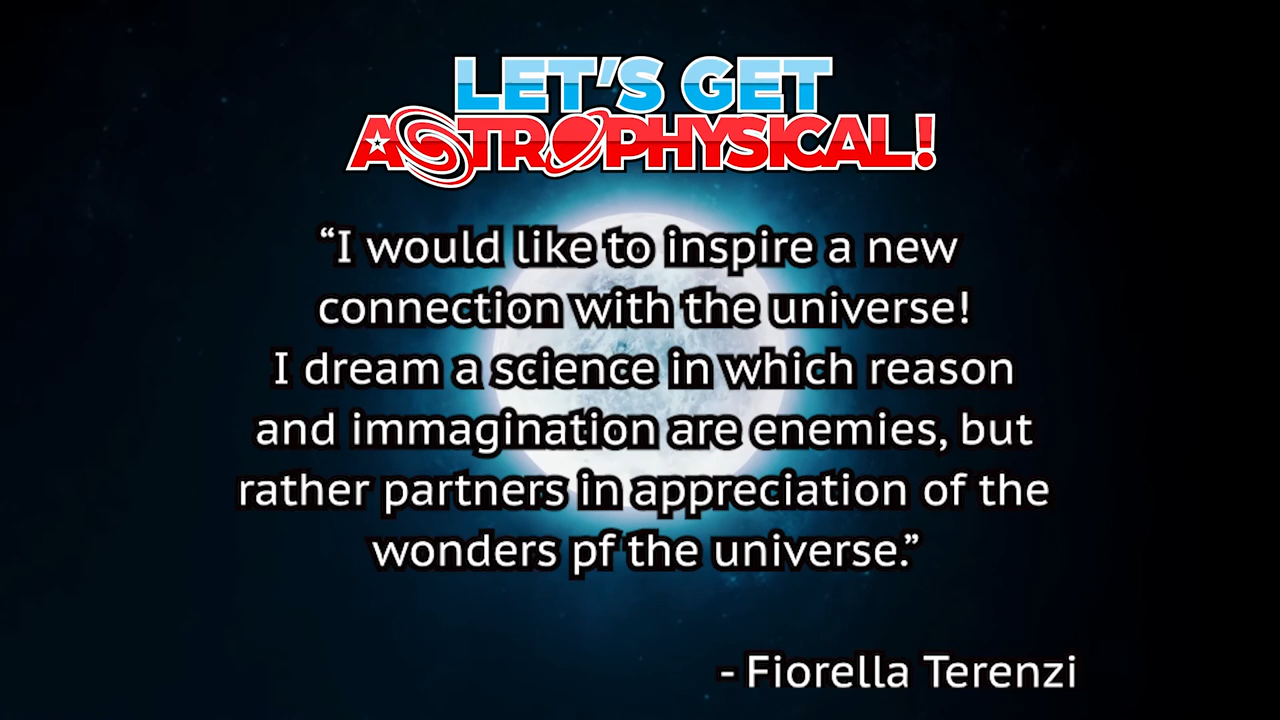 LET'S GET
ASTROPHYSICAL!
“I would like to inspire a new
connection with the universe!
I dream a science in which reason
and immagination are enemies, but
rather partners in appreciation of the
wonders pf the universe.”
- Fiorella Terenzi